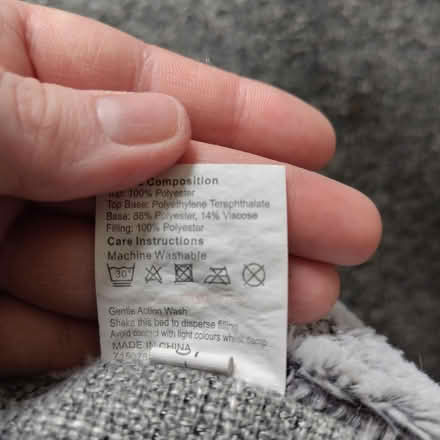 Composition
Top: 100% Polyester
Top Base: Polyethylene Terephthalate
Base: 86% Polyester, 14% Viscose
Filling: 100% Polyester
Care Instructions
Machine Washable
30°
Gentle Action Wash
Shake this bed to disperse filling
Avoid contact with light colours whilst damp
MADE IN CHINA